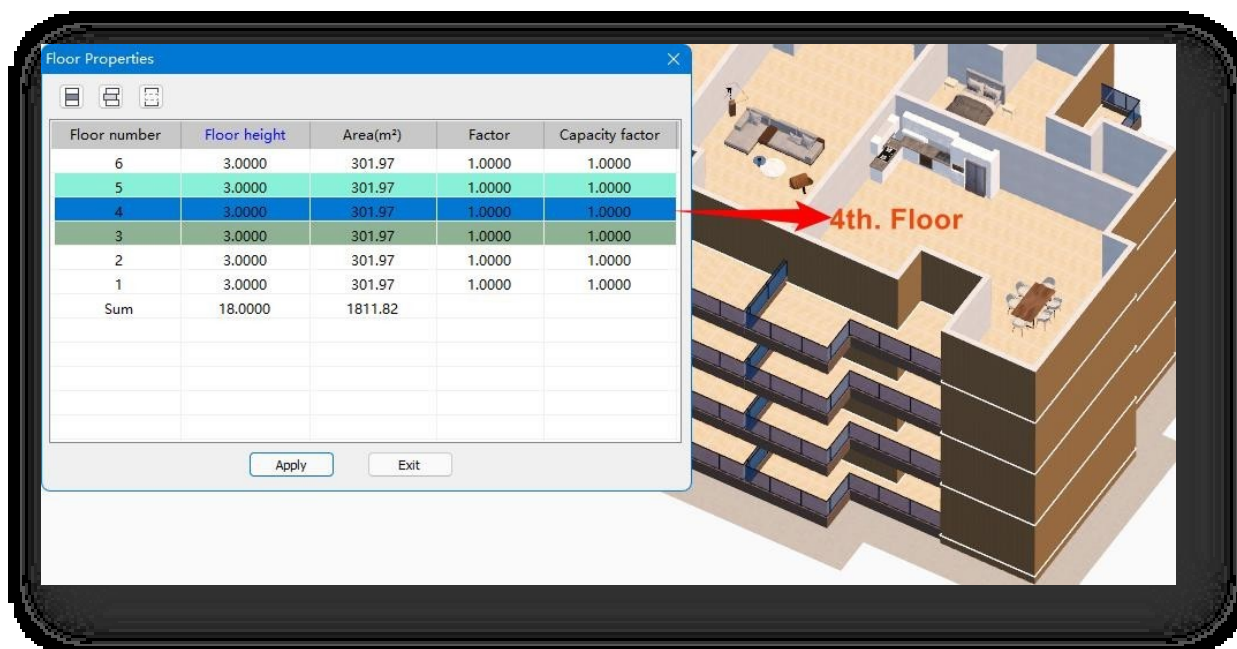 Floor Properties
Floor number Floor height Area(m²) Factor Capacity factor
6 3.0000 301.97 1.0000 1.0000
5 3.0000 301.97 1.0000 1.0000
4 3.0000 301.97 1.0000 1.0000
3 3.0000 301.97 1.0000 1.0000
2 3.0000 301.97 1.0000 1.0000
1 3.0000 301.97 1.0000 1.0000
Sum 18.0000 1811.82
Apply Exit
4th. Floor